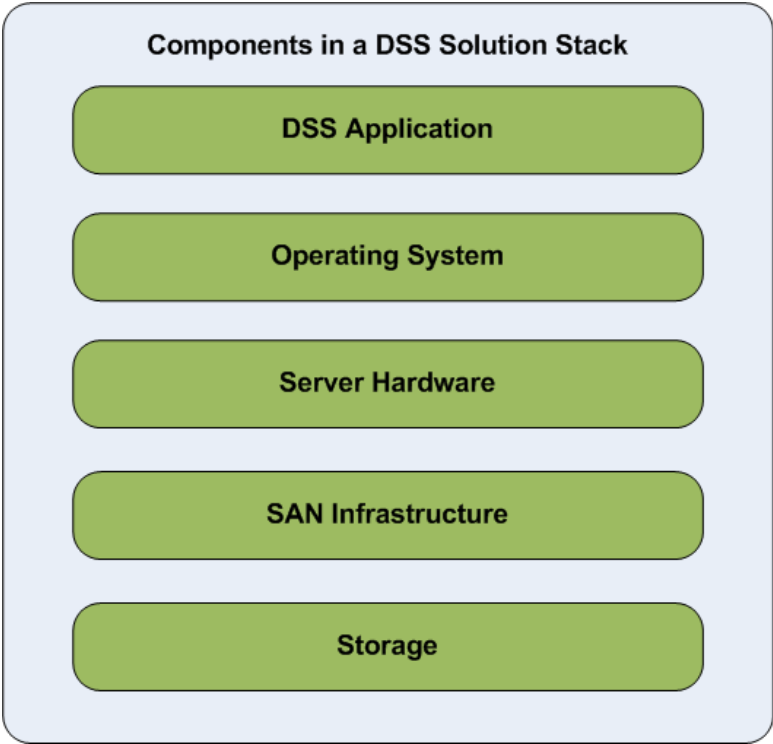 Components in a DSS Solution Stack
DSS Application
Operating System
Server Hardware
SAN Infrastructure
Storage